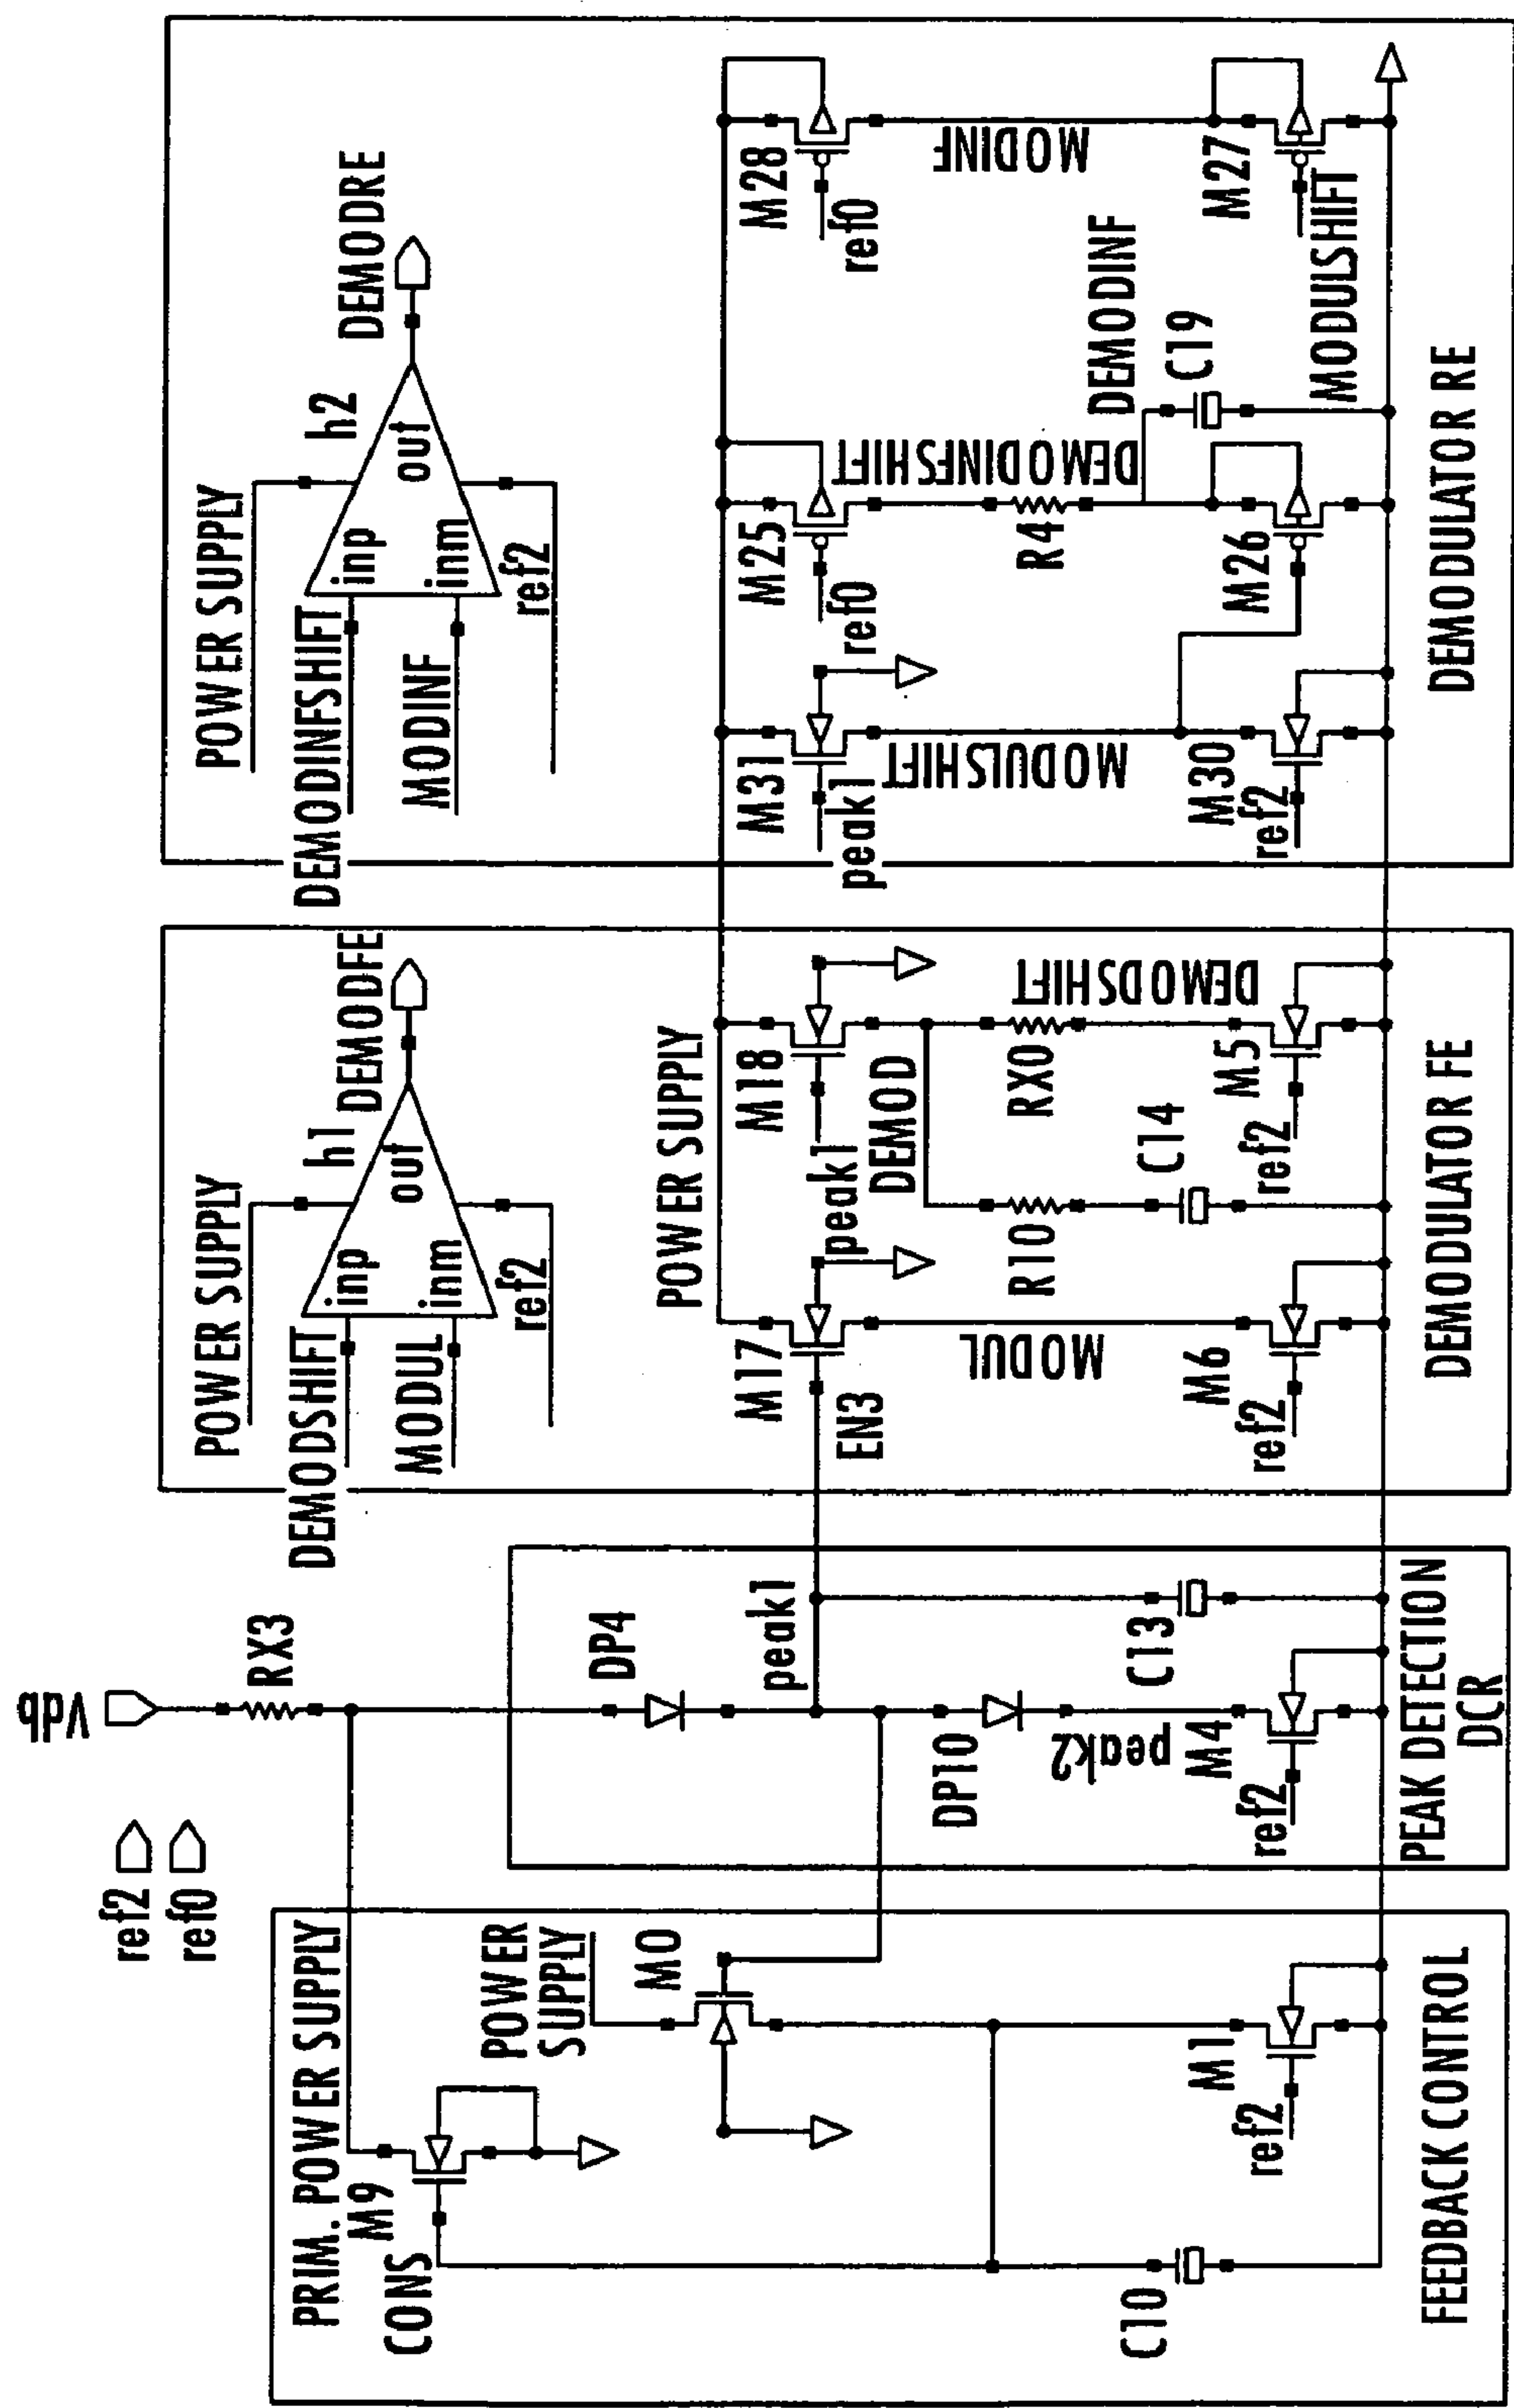 Vdb
RX3
ref2
ref0
PRIM. POWER SUPPLY
M9
CONS
POWER
SUPPLY
M0
M1
ref2
C10
FEEDBACK CONTROL
DP4
peak1
DP10
peak2
M4
ref2
C13
PEAK DETECTION
DCR
POWER SUPPLY
DEMODSHIFT
MODUL
inp
inm
out
h1
ref2
DEMODFE
POWER SUPPLY
M17
EN3
MODUL
M6
ref2
M18
peak1
DEMOD
R10
RX0
C14
DEMODSHIFT
M5
ref2
DEMODULATOR FE
POWER SUPPLY
DEMODINFSHIFT
MODINF
inp
inm
out
h2
ref2
DEMODRE
M31
peak1
MODULSHIFT
M30
ref2
M25
ref0
DEMODINFSHIFT
R4
M26
DEMODINF
C19
M28
ref0
MODINF
M27
MODULSHIFT
DEMODULATOR RE